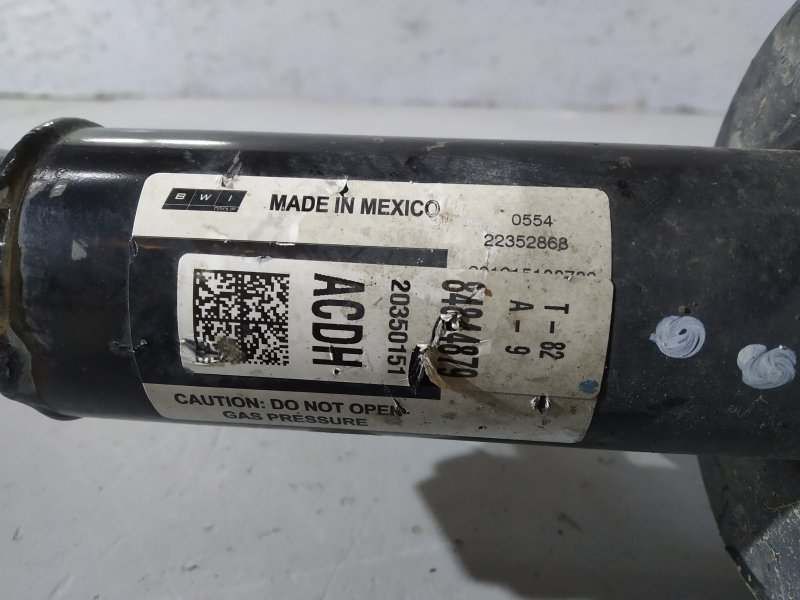 BWI
MADE IN MEXICO
0554
22352868
ACDH
20350151
T-82
A-9
CAUTION: DO NOT OPEN.
GAS PRESSURE